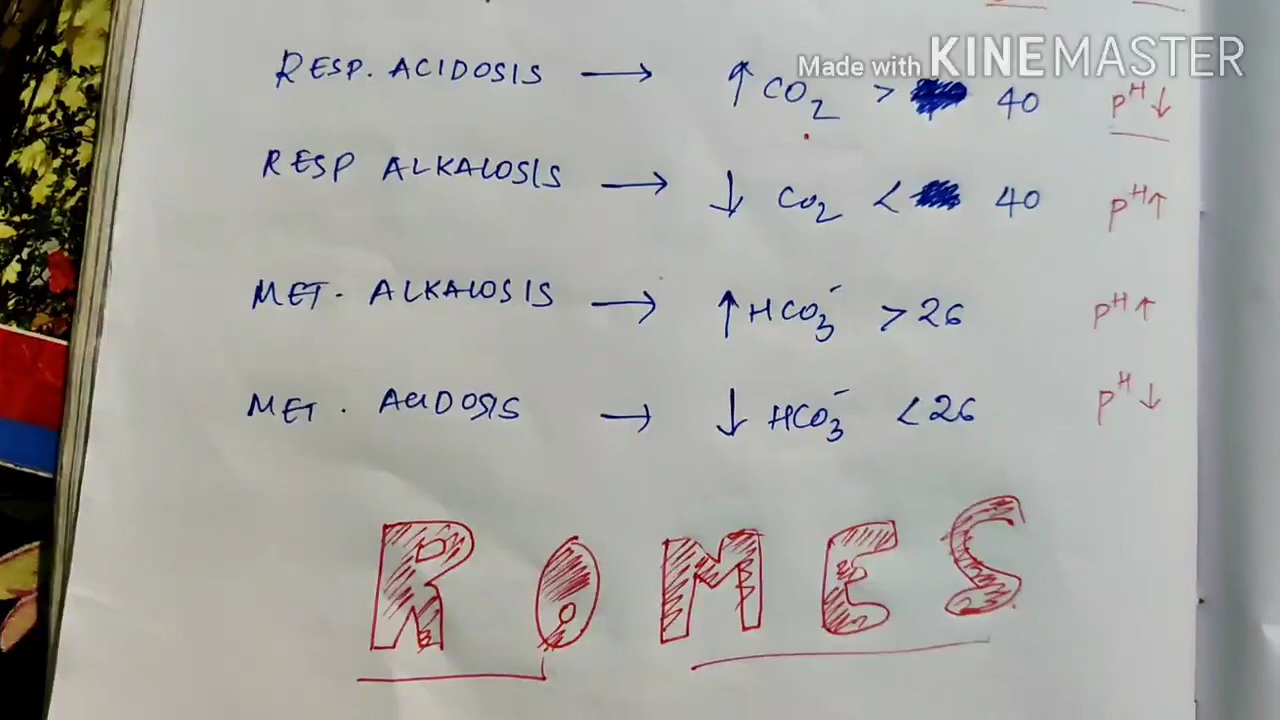 Made with KINEMASTER
RESP. ACIDOSIS → ↑ CO₂ > 40 pH↓
RESP ALKALOSIS → ↓ CO₂ < 40 pH↑
MET. ALKALOSIS → ↑ HCO₃⁻ > 26 pH↑
MET. ACIDOSIS → ↓ HCO₃⁻ < 26 pH↓
ROMES